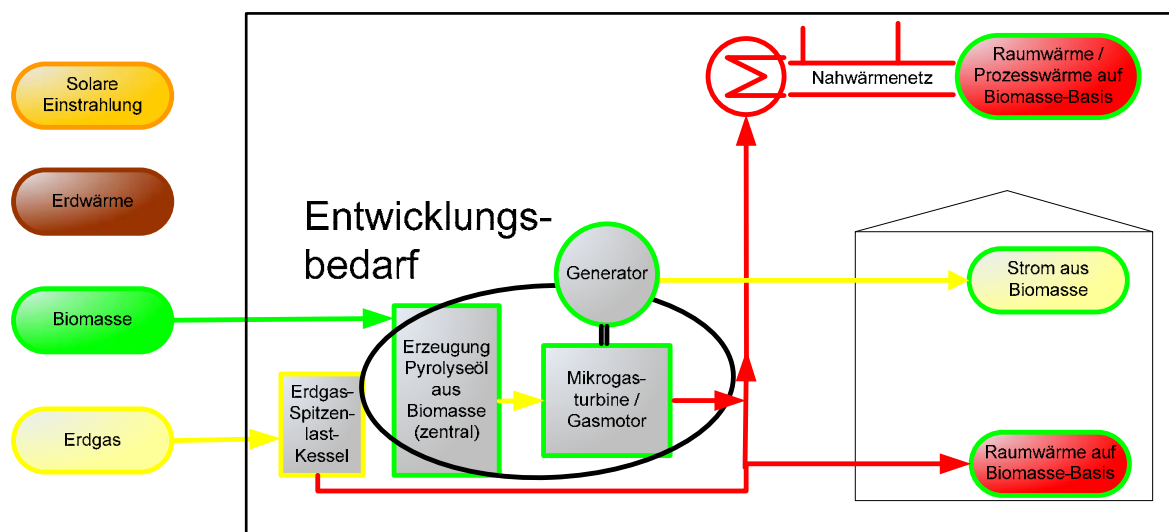 Solare
Einstrahlung
Erdwärme
Biomasse
Erdgas
Entwicklungs-
bedarf
Erdgas-
Spitzen-
last-
Kessel
Erzeugung
Pyrolyseöl
aus
Biomasse
(zentral)
Generator
Mikrogas-
turbine /
Gasmotor
Nahwärmenetz
Raumwärme /
Prozesswärme auf
Biomasse-Basis
Strom aus
Biomasse
Raumwärme auf
Biomasse-Basis